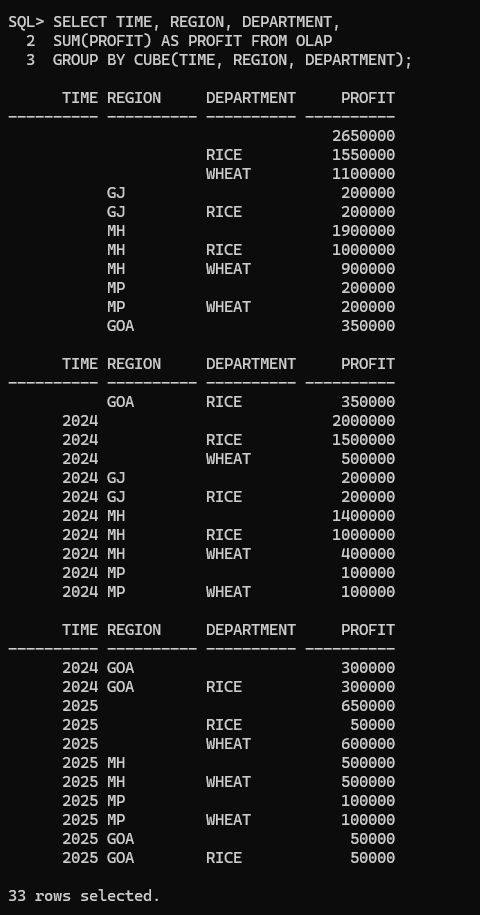 SQL> SELECT TIME, REGION, DEPARTMENT,
  2  SUM(PROFIT) AS PROFIT FROM OLAP
  3  GROUP BY CUBE(TIME, REGION, DEPARTMENT);

      TIME REGION     DEPARTMENT     PROFIT
---------- ---------- ---------- ----------
                                    2650000
                      RICE          1550000
                      WHEAT         1100000
           GJ                        200000
           GJ         RICE           200000
           MH                       1900000
           MH         RICE          1000000
           MH         WHEAT          900000
           MP                        200000
           MP         WHEAT          200000
           GOA                       350000

      TIME REGION     DEPARTMENT     PROFIT
---------- ---------- ---------- ----------
           GOA        RICE           350000
      2024                          2000000
      2024            RICE          1500000
      2024            WHEAT          500000
      2024 GJ                        200000
      2024 GJ         RICE           200000
      2024 MH                       1400000
      2024 MH         RICE          1000000
      2024 MH         WHEAT          400000
      2024 MP                        100000
      2024 MP         WHEAT          100000

      TIME REGION     DEPARTMENT     PROFIT
---------- ---------- ---------- ----------
      2024 GOA                       300000
      2024 GOA        RICE           300000
      2025                           650000
      2025            RICE            50000
      2025            WHEAT          600000
      2025 MH                        500000
      2025 MH         WHEAT          500000
      2025 MP                        100000
      2025 MP         WHEAT          100000
      2025 GOA                        50000
      2025 GOA        RICE            50000

33 rows selected.